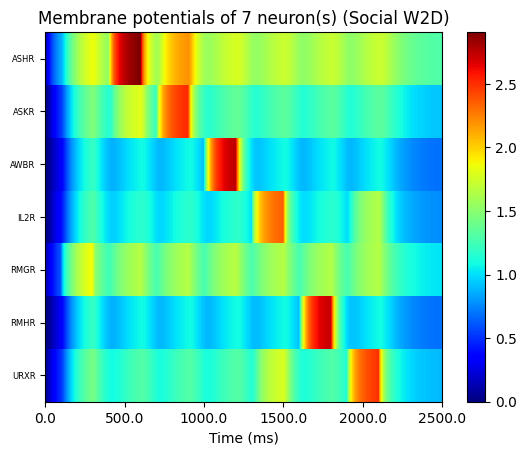 Membrane potentials of 7 neuron(s) (Social W2D)
ASHR
ASKR
AWBR
IL2R
RMGR
RMHR
URXR
0.0 500.0 1000.0 1500.0 2000.0 2500.0
Time (ms)
2.5
2.0
1.5
1.0
0.5
0.0